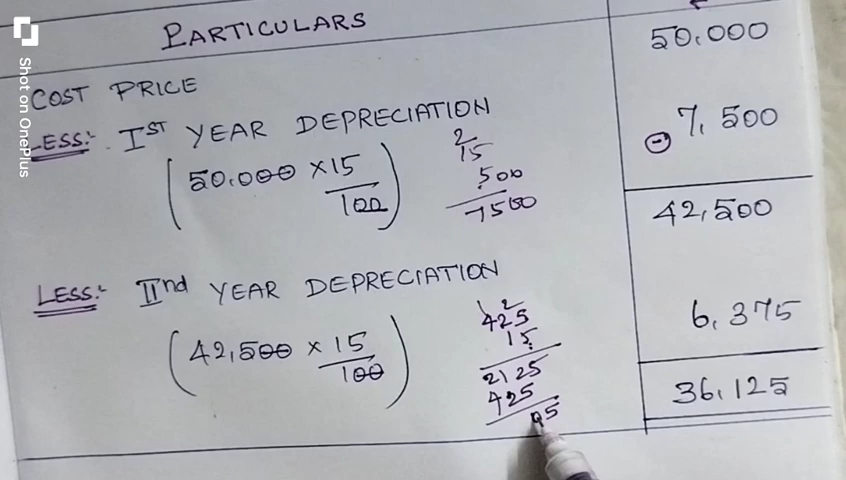 PARTICULARS
COST PRICE 50,000
LESS:- Iˢᵀ YEAR DEPRECIATION 7,500
(50,000 × 15/100)
2
15
500
7500
(-)
42,500
LESS:- IIⁿᵈ YEAR DEPRECIATION 6,375
(42,500 × 15/100)
1 2
425
15
2125
425
36,125
Shot on OnePlus